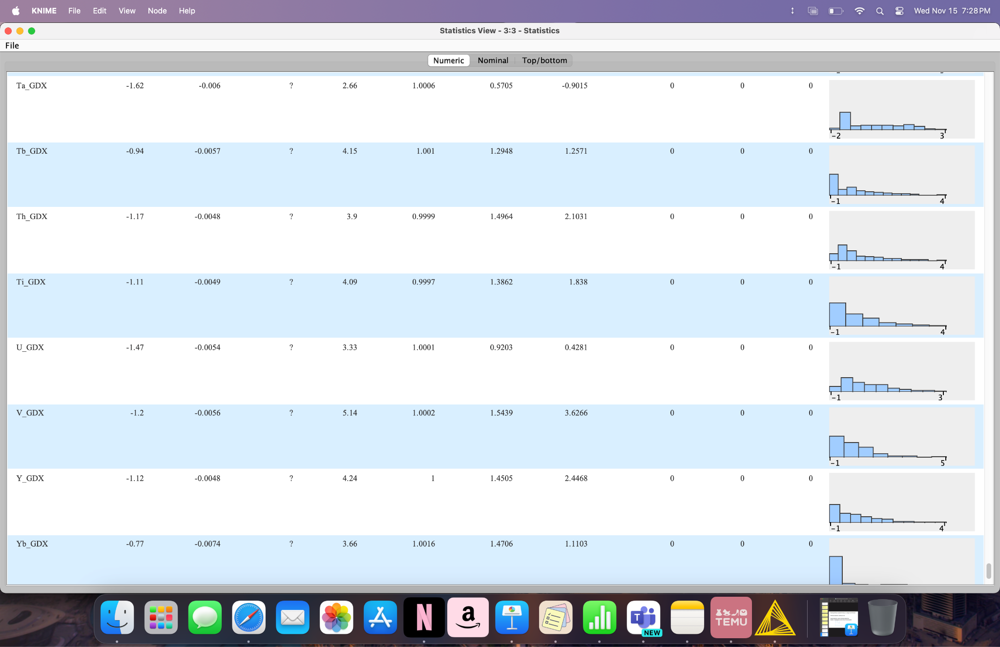 KNIME File Edit View Node Help Wed Nov 15 7:28 PM
Statistics View - 3:3 - Statistics
File
Numeric Nominal Top/bottom
Ta_GDX -1.62 -0.006 ? 2.66 1.0006 0.5705 -0.9015 0 0 0
-2 3
Tb_GDX -0.94 -0.0057 ? 4.15 1.001 1.2948 1.2571 0 0 0
-1 4
Th_GDX -1.17 -0.0048 ? 3.9 0.9999 1.4964 2.1031 0 0 0
-1 4
Ti_GDX -1.11 -0.0049 ? 4.09 0.9997 1.3862 1.838 0 0 0
-1 4
U_GDX -1.47 -0.0054 ? 3.33 1.0001 0.9203 0.4281 0 0 0
-1 3
V_GDX -1.2 -0.0056 ? 5.14 1.0002 1.5439 3.6266 0 0 0
-1 5
Y_GDX -1.12 -0.0048 ? 4.24 1 1.4505 2.4468 0 0 0
-1 4
Yb_GDX -0.77 -0.0074 ? 3.66 1.0016 1.4706 1.1103 0 0 0
N a T TEMU
NEW